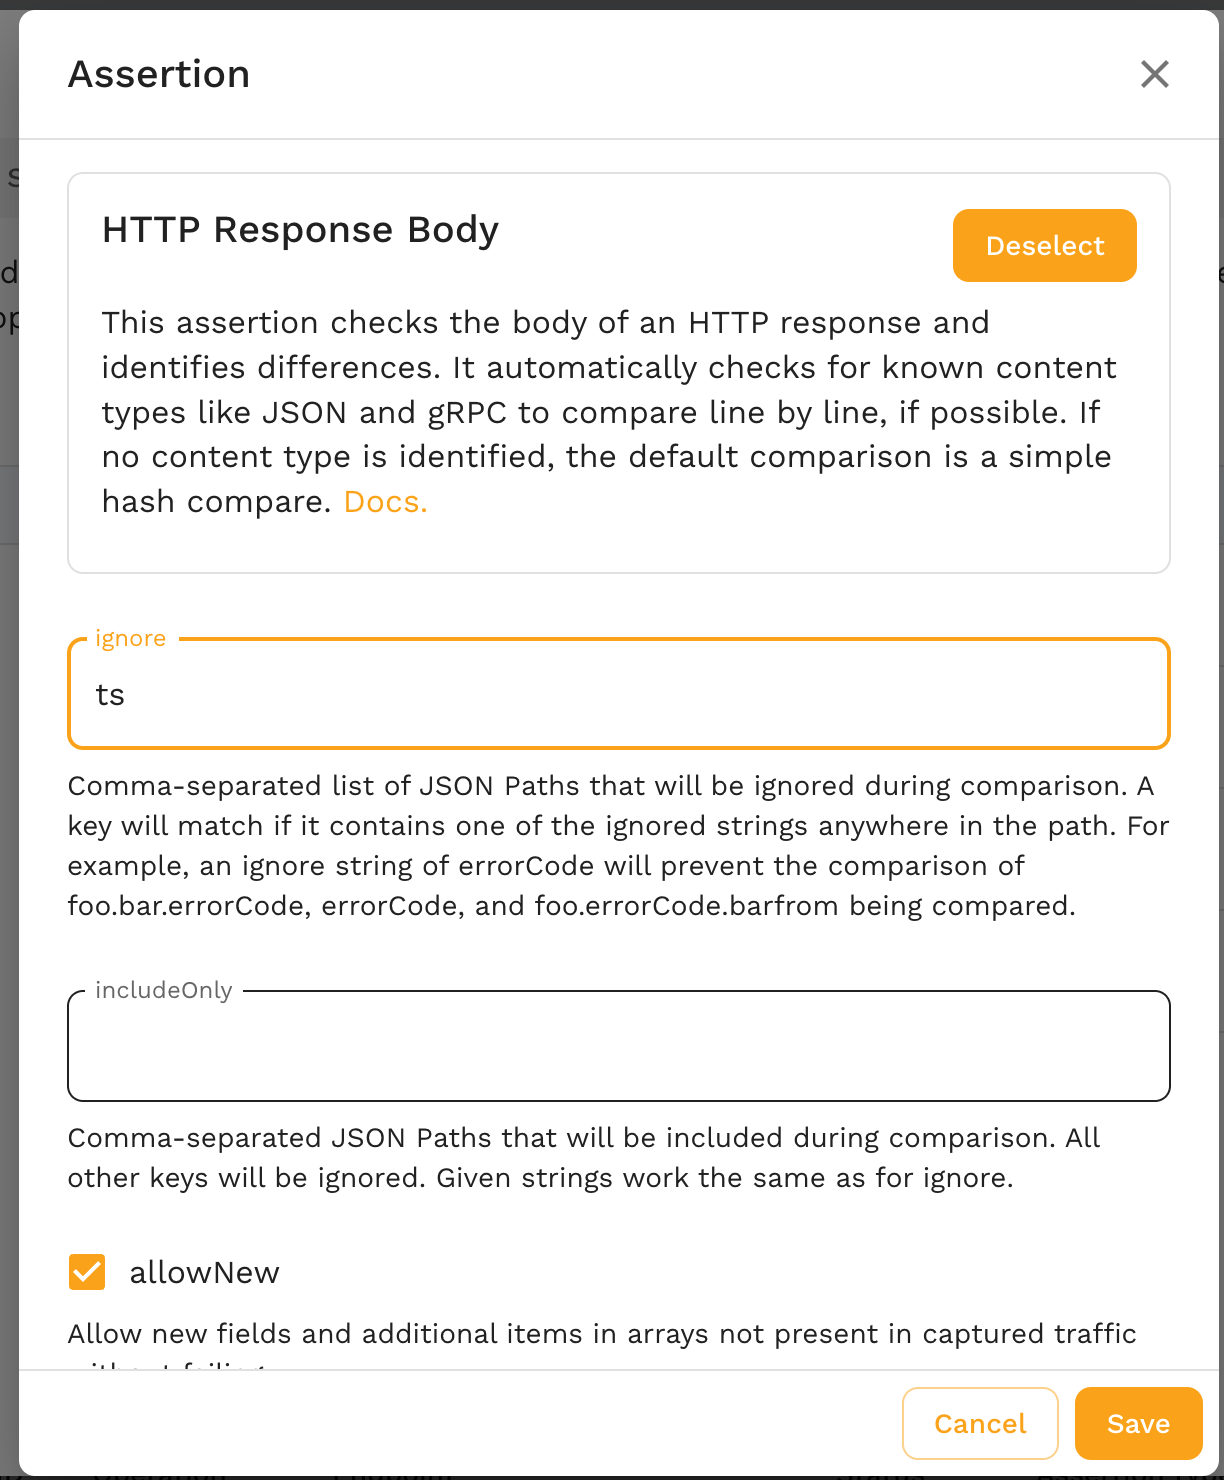 Assertion
HTTP Response Body
Deselect
This assertion checks the body of an HTTP response and
identifies differences. It automatically checks for known content
types like JSON and gRPC to compare line by line, if possible. If
no content type is identified, the default comparison is a simple
hash compare. Docs.
ignore
ts
Comma-separated list of JSON Paths that will be ignored during comparison. A
key will match if it contains one of the ignored strings anywhere in the path. For
example, an ignore string of errorCode will prevent the comparison of
foo.bar.errorCode, errorCode, and foo.errorCode.barfrom being compared.
includeOnly
Comma-separated JSON Paths that will be included during comparison. All
other keys will be ignored. Given strings work the same as for ignore.
allowNew
Allow new fields and additional items in arrays not present in captured traffic
without failing
Cancel
Save